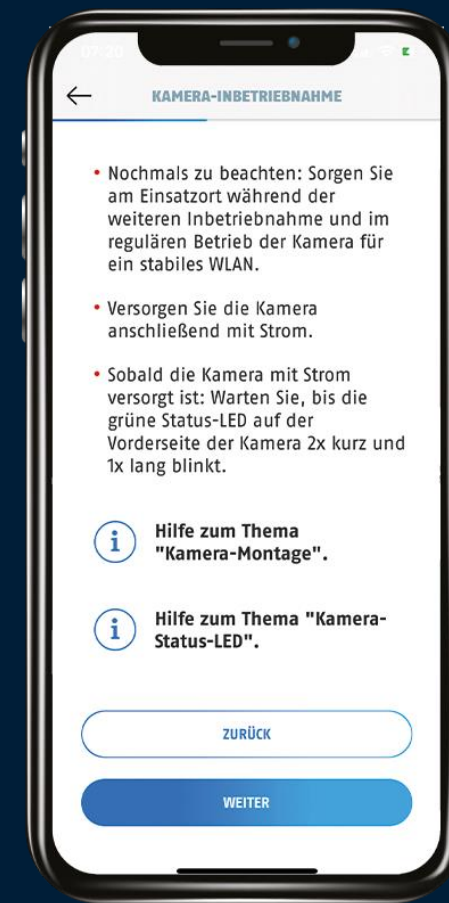 07:20
KAMERA-INBETRIEBNAHME
• Nochmals zu beachten: Sorgen Sie
am Einsatzort während der
weiteren Inbetriebnahme und im
regulären Betrieb der Kamera für
ein stabiles WLAN.
• Versorgen Sie die Kamera
anschließend mit Strom.
• Sobald die Kamera mit Strom
versorgt ist: Warten Sie, bis die
grüne Status-LED auf der
Vorderseite der Kamera 2x kurz und
1x lang blinkt.
Hilfe zum Thema
"Kamera-Montage".
Hilfe zum Thema "Kamera-
Status-LED".
ZURÜCK
WEITER